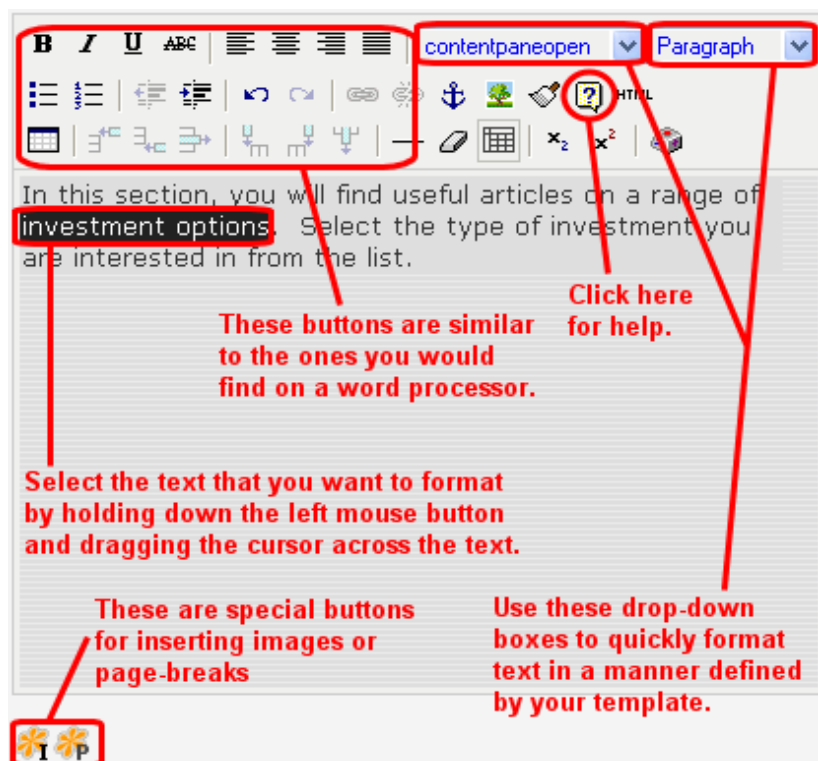 B I U ABC contentpaneopen Paragraph
? HTML
x2 x2
In this section, you will find useful articles on a range of
investment options. Select the type of investment you
are interested in from the list.
Click here
for help.
These buttons are similar
to the ones you would
find on a word processor.
Select the text that you want to format
by holding down the left mouse button
and dragging the cursor across the text.
These are special buttons
for inserting images or
page-breaks
Use these drop-down
boxes to quickly format
text in a manner defined
by your template.
I P